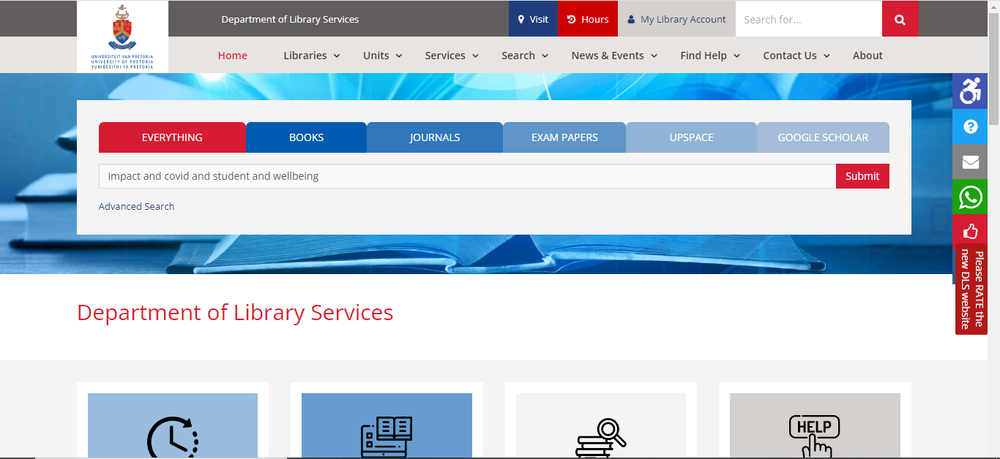 Department of Library Services
Visit
Hours
My Library Account
Search for...
UNIVERSITEIT VAN PRETORIA
UNIVERSITY OF PRETORIA
YUNIBESITHI YA PRETORIA
Home
Libraries
Units
Services
Search
News & Events
Find Help
Contact Us
About
EVERYTHING
BOOKS
JOURNALS
EXAM PAPERS
UPSPACE
GOOGLE SCHOLAR
impact and covid and student and wellbeing
Submit
Advanced Search
Please RATE the
new DLS website
Department of Library Services
HELP